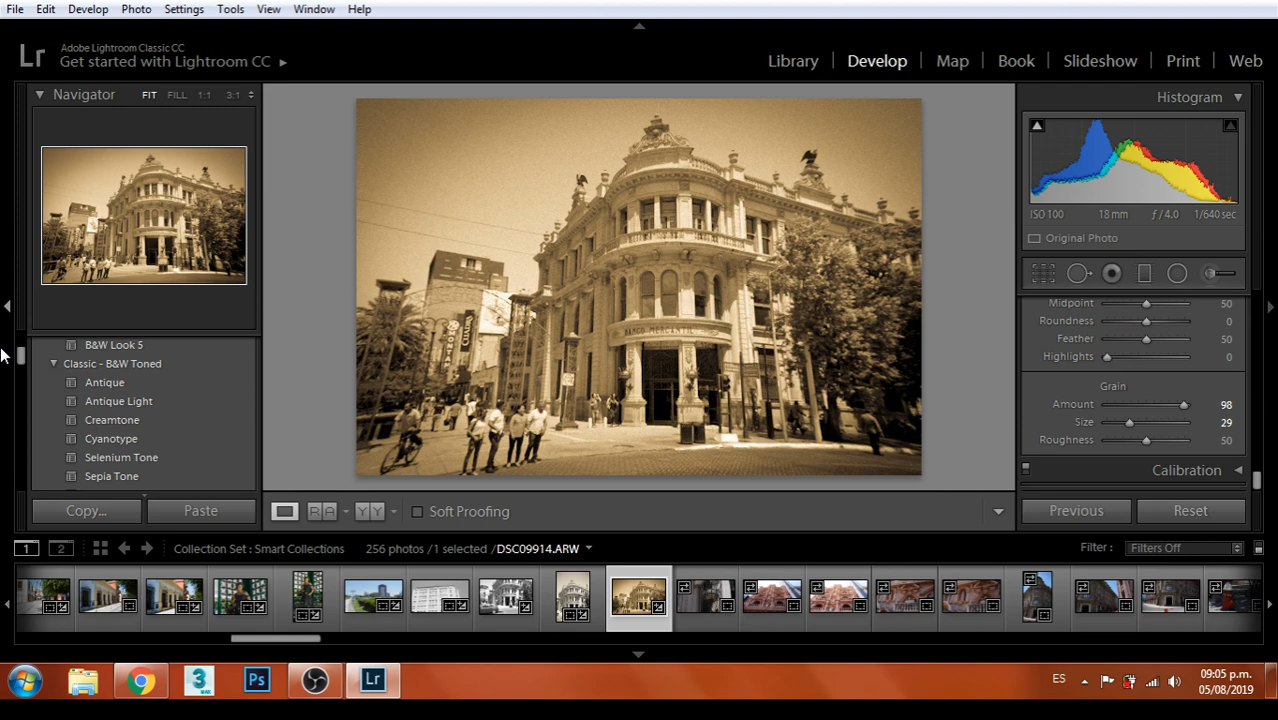 File Edit Develop Photo Settings Tools View Window Help
Lr
Adobe Lightroom Classic CC
Get started with Lightroom CC
Library Develop Map Book Slideshow Print Web
Navigator FIT FILL 1:1 3:1
Histogram
ISO 100 18 mm ƒ / 4.0 1/640 sec
Original Photo
Midpoint 50
Roundness 0
Feather 50
Highlights 0
Grain
Amount 98
Size 29
Roughness 50
Calibration
B&W Look 5
Classic - B&W Toned
Antique
Antique Light
Creamtone
Cyanotype
Selenium Tone
Sepia Tone
Copy... Paste
R A Y Y Soft Proofing
Previous Reset
1 2 Collection Set : Smart Collections 256 photos /1 selected /DSC09914.ARW Filter : Filters Off
3
MAX
Ps
Lr
ES
09:05 p.m.
05/08/2019